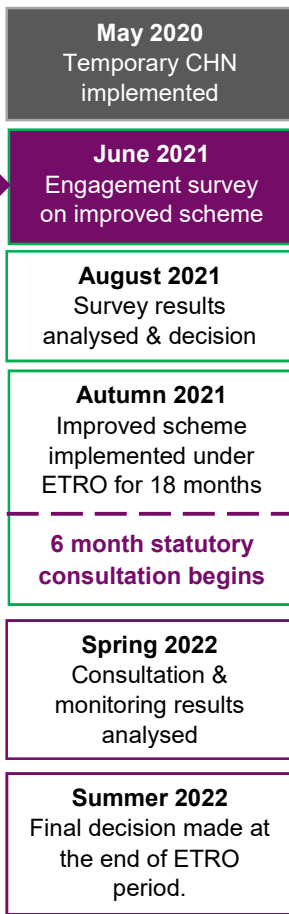 May 2020
Temporary CHN
implemented
June 2021
Engagement survey
on improved scheme
August 2021
Survey results
analysed & decision
Autumn 2021
Improved scheme
implemented under
ETRO for 18 months
6 month statutory
consultation begins
Spring 2022
Consultation &
monitoring results
analysed
Summer 2022
Final decision made at
the end of ETRO
period.